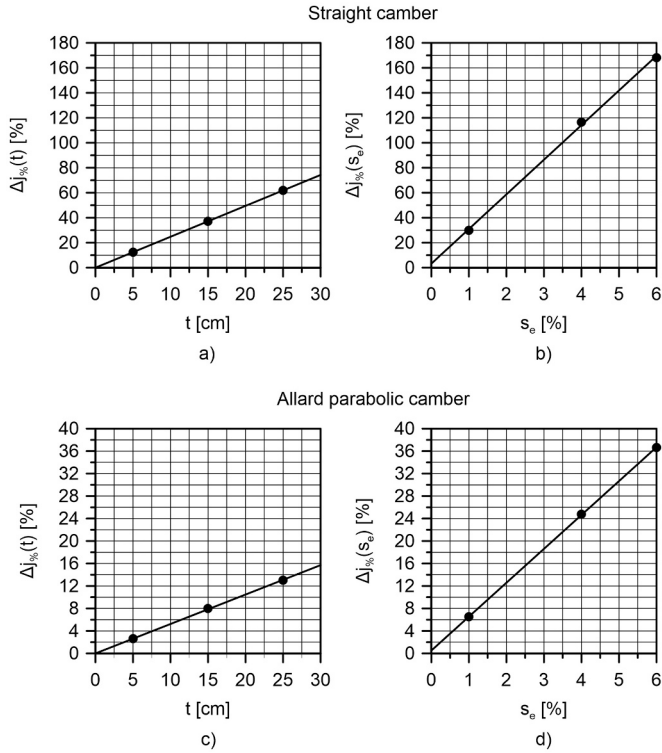 Straight camber
180
160
140
120
100
80
60
40
20
0
Δj%(t) [%]
0 5 10 15 20 25 30
t [cm]
a)
180
160
140
120
100
80
60
40
20
0
Δj%(se) [%]
0 1 2 3 4 5 6
se [%]
b)
Allard parabolic camber
40
36
32
28
24
20
16
12
8
4
0
Δj%(t) [%]
0 5 10 15 20 25 30
t [cm]
c)
40
36
32
28
24
20
16
12
8
4
0
Δj%(se) [%]
0 1 2 3 4 5 6
se [%]
d)